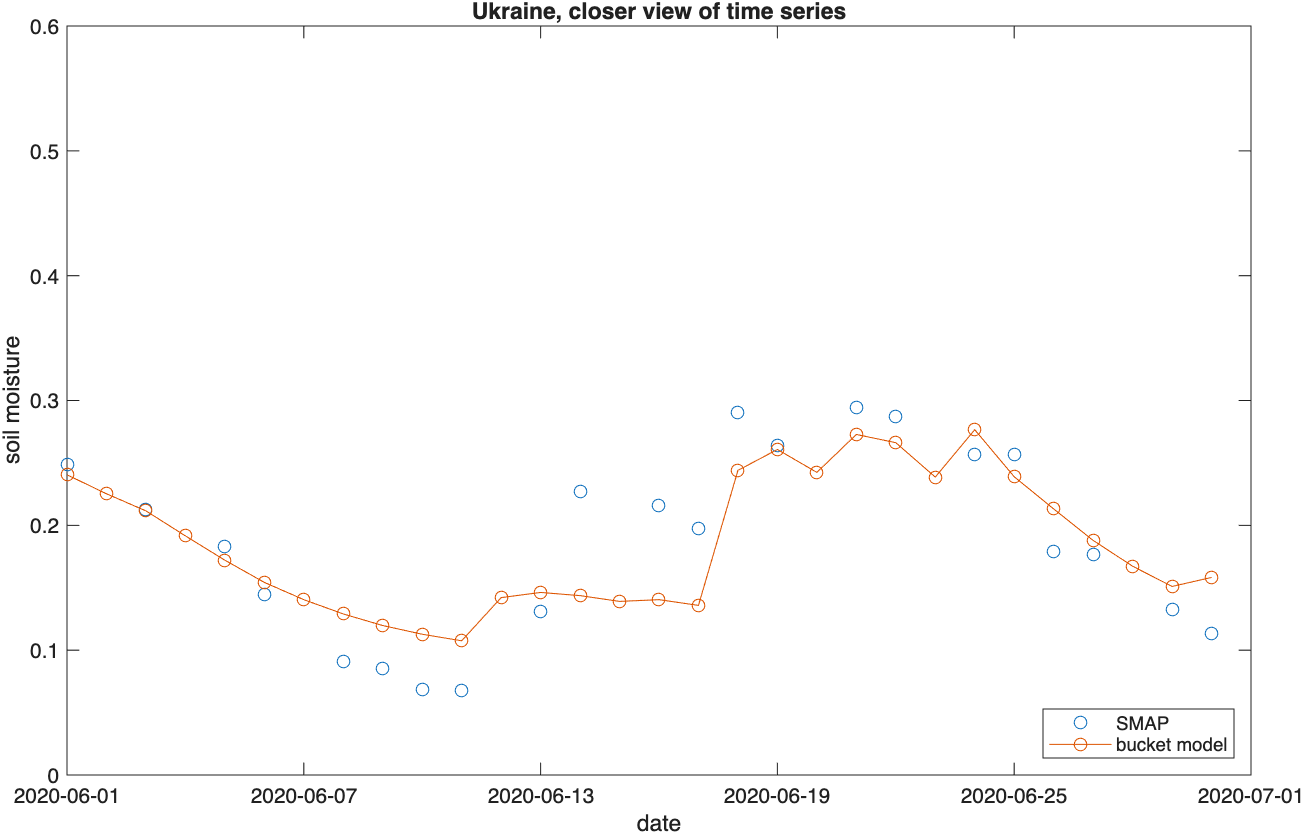 Ukraine, closer view of time series
0.6
0.5
0.4
0.3
0.2
0.1
0
soil moisture
2020-06-01 2020-06-07 2020-06-13 2020-06-19 2020-06-25 2020-07-01
date
SMAP
bucket model